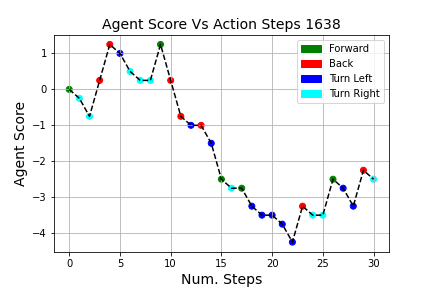 Agent Score Vs Action Steps 1638
Forward
Back
Turn Left
Turn Right
Agent Score
1
0
−1
−2
−3
−4
0 5 10 15 20 25 30
Num. Steps